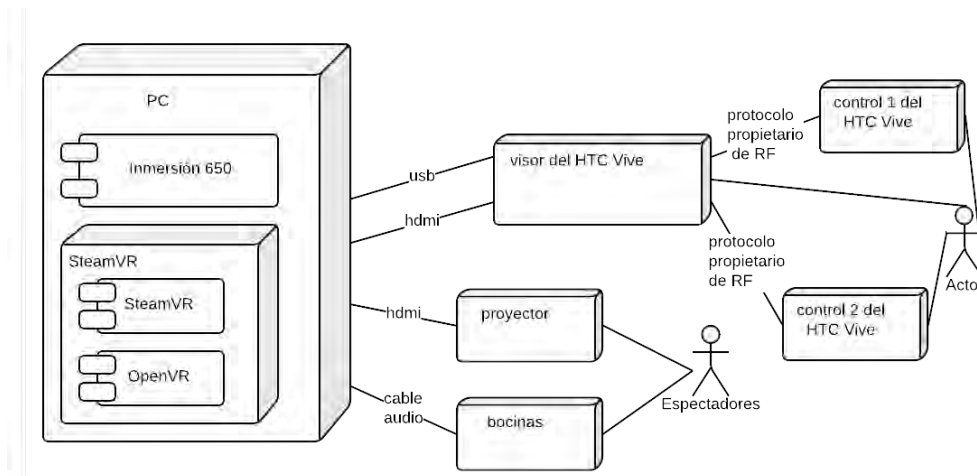 PC
Inmersión 650
SteamVR
SteamVR
OpenVR
usb
hdmi
hdmi
cable
audio
visor del HTC Vive
proyector
bocinas
protocolo
propietario
de RF
protocolo
propietario
de RF
control 1 del
HTC Vive
control 2 del
HTC Vive
Acto
Espectadores